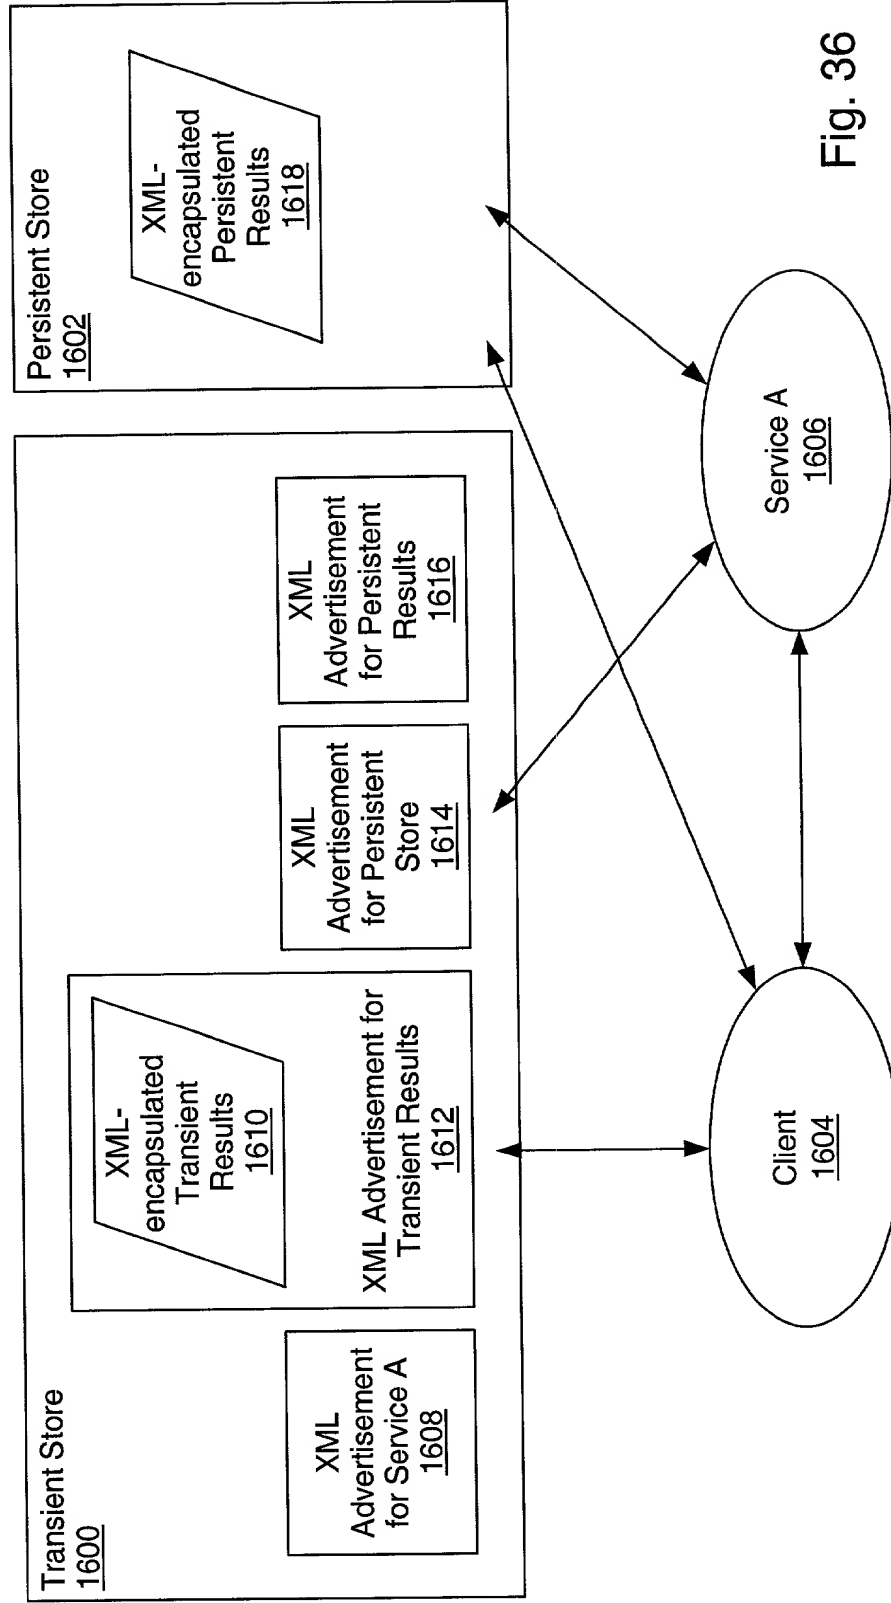 Transient Store
1600
XML
Advertisement
for Service A
1608
XML-
encapsulated
Transient
Results
1610
XML Advertisement for
Transient Results
1612
XML
Advertisement
for Persistent
Store
1614
XML
Advertisement
for Persistent
Results
1616
Persistent Store
1602
XML-
encapsulated
Persistent
Results
1618
Client
1604
Service A
1606
Fig. 36